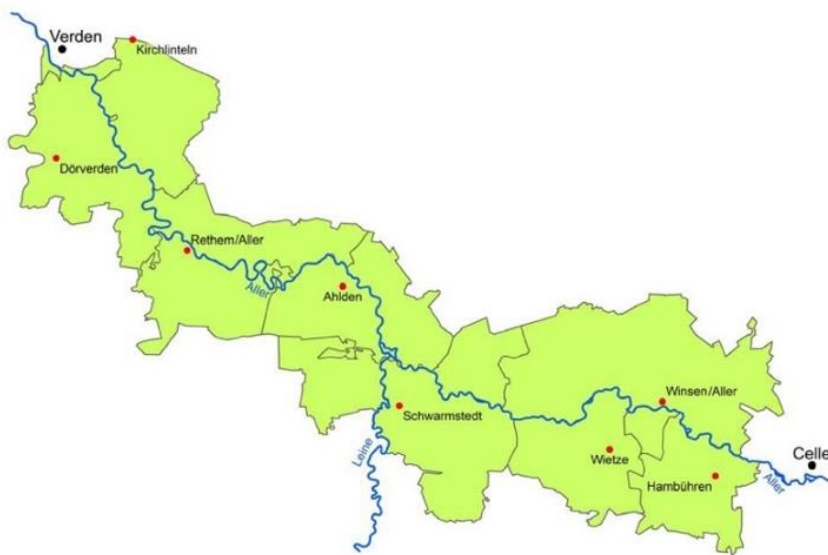 Verden
Kirchlinteln
Dörverden
Rethem/Aller
Aller
Ahlden
Winsen/Aller
Schwarmstedt
Leine
Wietze
Celle
Hambühren
Aller